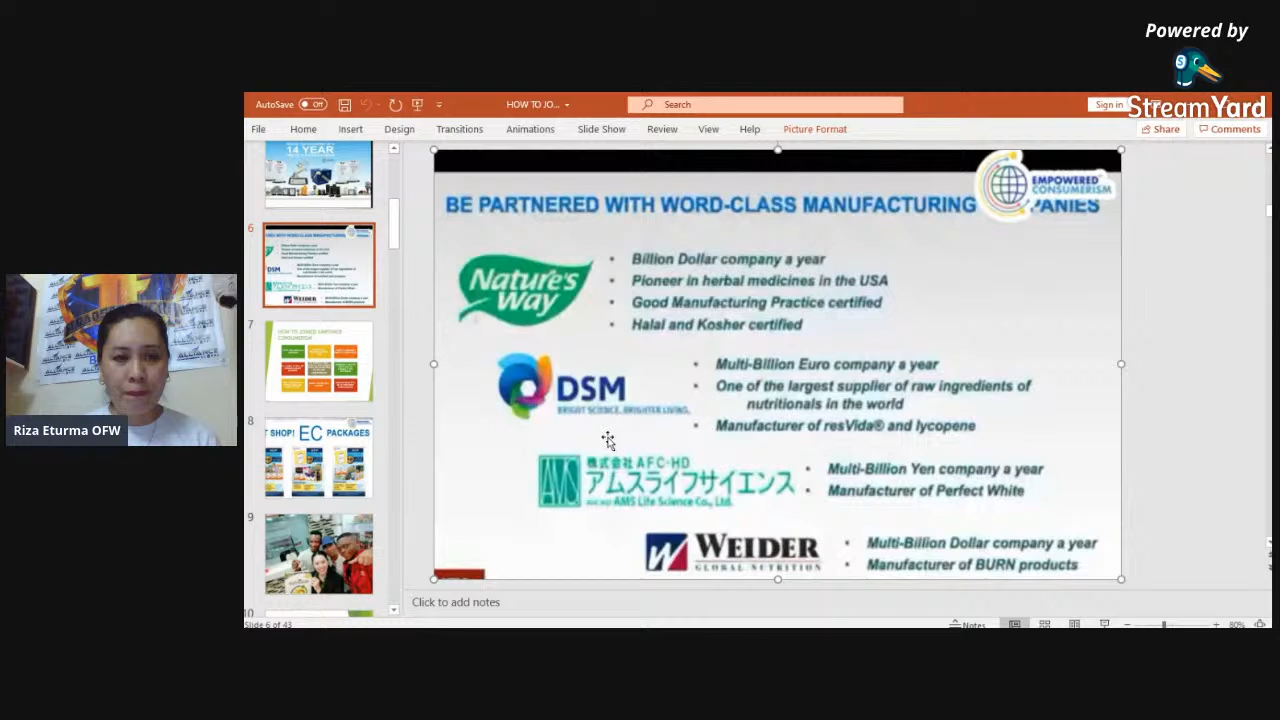 Powered by
StreamYard
AutoSave Off
HOW TO JO...
Search
Sign in
File Home Insert Design Transitions Animations Slide Show Review View Help Picture Format
Share Comments
14 YEAR
6
7
8
T SHOP! EC PACKAGES
9
10
EMPOWERED CONSUMERISM
BE PARTNERED WITH WORD-CLASS MANUFACTURING PANIES
Nature's Way
• Billion Dollar company a year
• Pioneer in herbal medicines in the USA
• Good Manufacturing Practice certified
• Halal and Kosher certified
DSM
BRIGHT SCIENCE. BRIGHTER LIVING.
• Multi-Billion Euro company a year
• One of the largest supplier of raw ingredients of
nutritionals in the world
• Manufacturer of resVida® and lycopene
株式会社 AFC-HD
アムスライフサイエンス
AMS Life Science Co., Ltd.
• Multi-Billion Yen company a year
• Manufacturer of Perfect White
WEIDER
GLOBAL NUTRITION
• Multi-Billion Dollar company a year
• Manufacturer of BURN products
Riza Eturma OFW
Click to add notes
Slide 6 of 43
Notes
80%